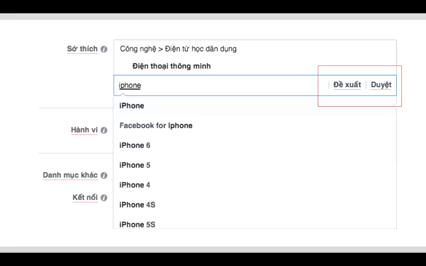 Sở thích
Công nghệ > Điện tử học dân dụng
Điện thoại thông minh
iphone | Đề xuất | Duyệt
iPhone
Hành vi
Facebook for Iphone
iPhone 6
iPhone 5
Danh mục khác
iPhone 4
Kết nối
iPhone 4S
iPhone 5S